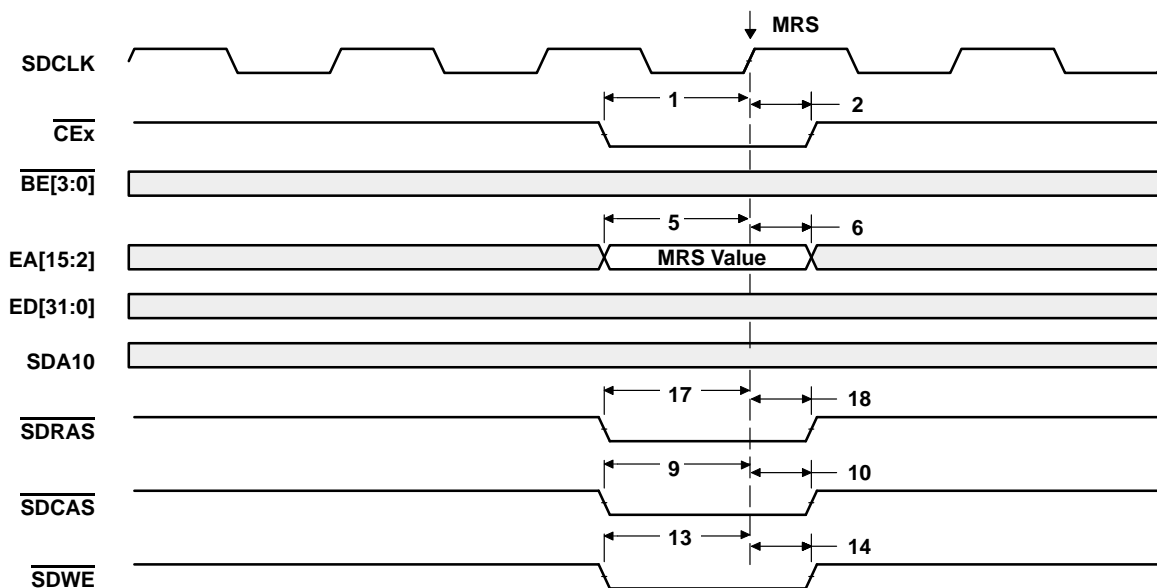 MRS
SDCLK
1 2
CEx
BE[3:0]
5 6
EA[15:2] MRS Value
ED[31:0]
SDA10
17 18
SDRAS
9 10
SDCAS
13 14
SDWE